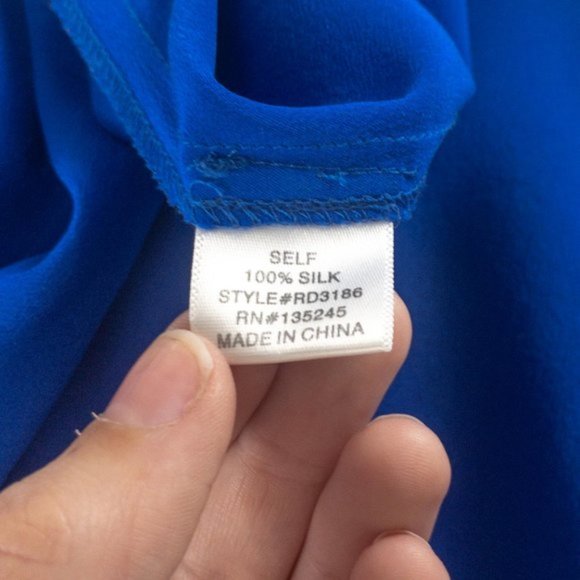 SELF
100% SILK
STYLE#RD3186
RN#135245
MADE IN CHINA